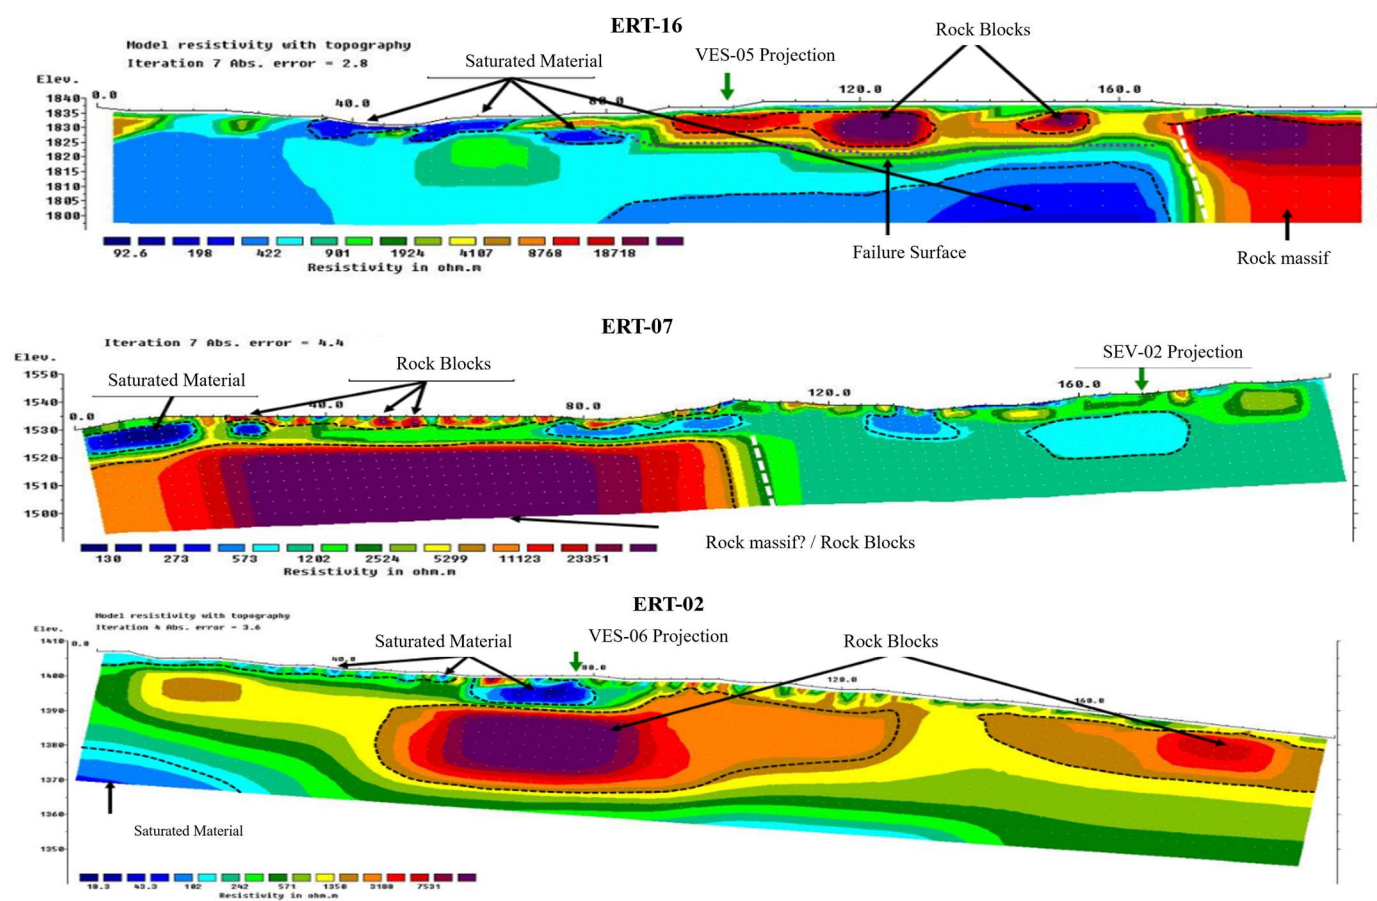 ERT-16
Model resistivity with topography
Iteration 7 Abs. error = 2.8
Saturated Material
VES-05 Projection
Rock Blocks
Elev.
0.0
40.0
80.0
120.0
160.0
1840
1835
1830
1825
1820
1815
1810
1805
1800
Failure Surface
Rock massif
92.6 198 422 901 1924 4107 8768 18718
Resistivity in ohm.m
ERT-07
Iteration 7 Abs. error = 4.4
Elev.
Saturated Material
Rock Blocks
SEV-02 Projection
0.0
40.0
80.0
120.0
160.0
1550
1540
1530
1520
1510
1500
Rock massif? / Rock Blocks
130 273 573 1202 2524 5299 11123 23351
Resistivity in ohm.m
ERT-02
Model resistivity with topography
Iteration 4 Abs. error = 3.6
Elev.
Saturated Material
VES-06 Projection
Rock Blocks
0.0
40.0
80.0
120.0
160.0
1410
1400
1390
1380
1370
1360
1350
Saturated Material
18.3 43.3 102 242 571 1350 3188 7531
Resistivity in ohm.m